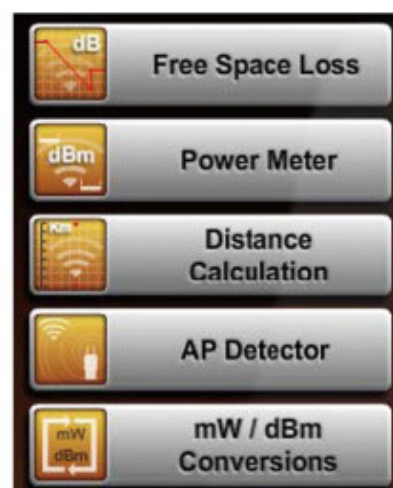 dB
Free Space Loss
dBm
Power Meter
Km
Distance
Calculation
AP Detector
mW
dBm
mW / dBm
Conversions